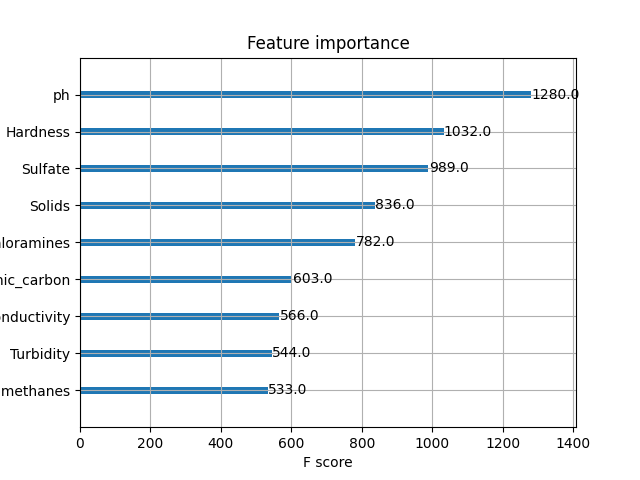 Feature importance
ph 1280.0
Hardness 1032.0
Sulfate 989.0
Solids 836.0
loramines 782.0
nic_carbon 603.0
nductivity 566.0
Turbidity 544.0
methanes 533.0
0 200 400 600 800 1000 1200 1400
F score